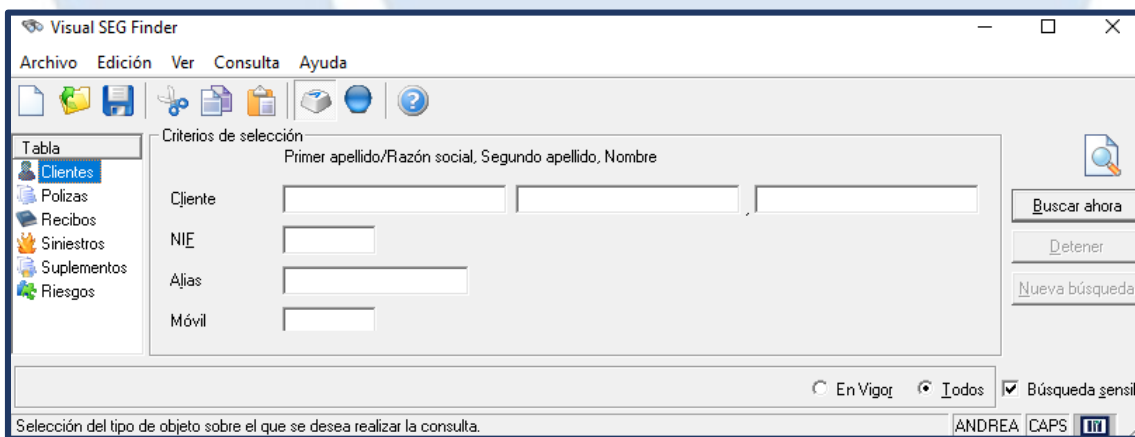 Visual SEG Finder
Archivo Edición Ver Consulta Ayuda
Tabla
Clientes
Polizas
Recibos
Siniestros
Suplementos
Riesgos
Criterios de selección
Primer apellido/Razón social, Segundo apellido, Nombre
Cliente ,
NIF
Alias
Móvil
Buscar ahora
Detener
Nueva búsqueda
En Vigor Todos Búsqueda sensil
Selección del tipo de objeto sobre el que se desea realizar la consulta. ANDREA CAPS